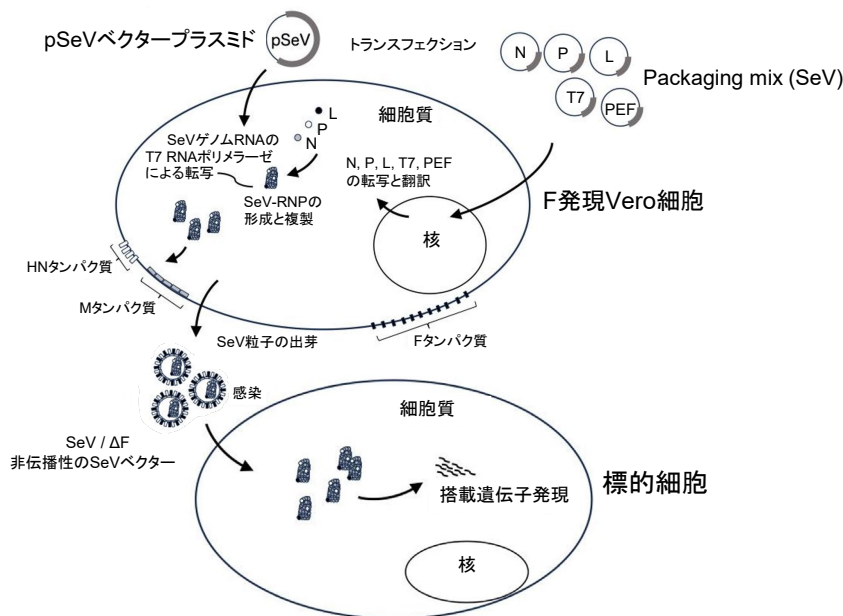 pSeVベクタープラスミド
pSeV
トランスフェクション
N
P
L
T7
PEF
Packaging mix (SeV)
細胞質
L
P
N
SeVゲノムRNAの
T7 RNAポリメラーゼ
による転写
SeV-RNPの
形成と複製
N, P, L, T7, PEF
の転写と翻訳
核
F発現Vero細胞
HNタンパク質
Mタンパク質
Fタンパク質
SeV粒子の出芽
感染
SeV / ΔF
非伝播性のSeVベクター
細胞質
搭載遺伝子発現
標的細胞
核